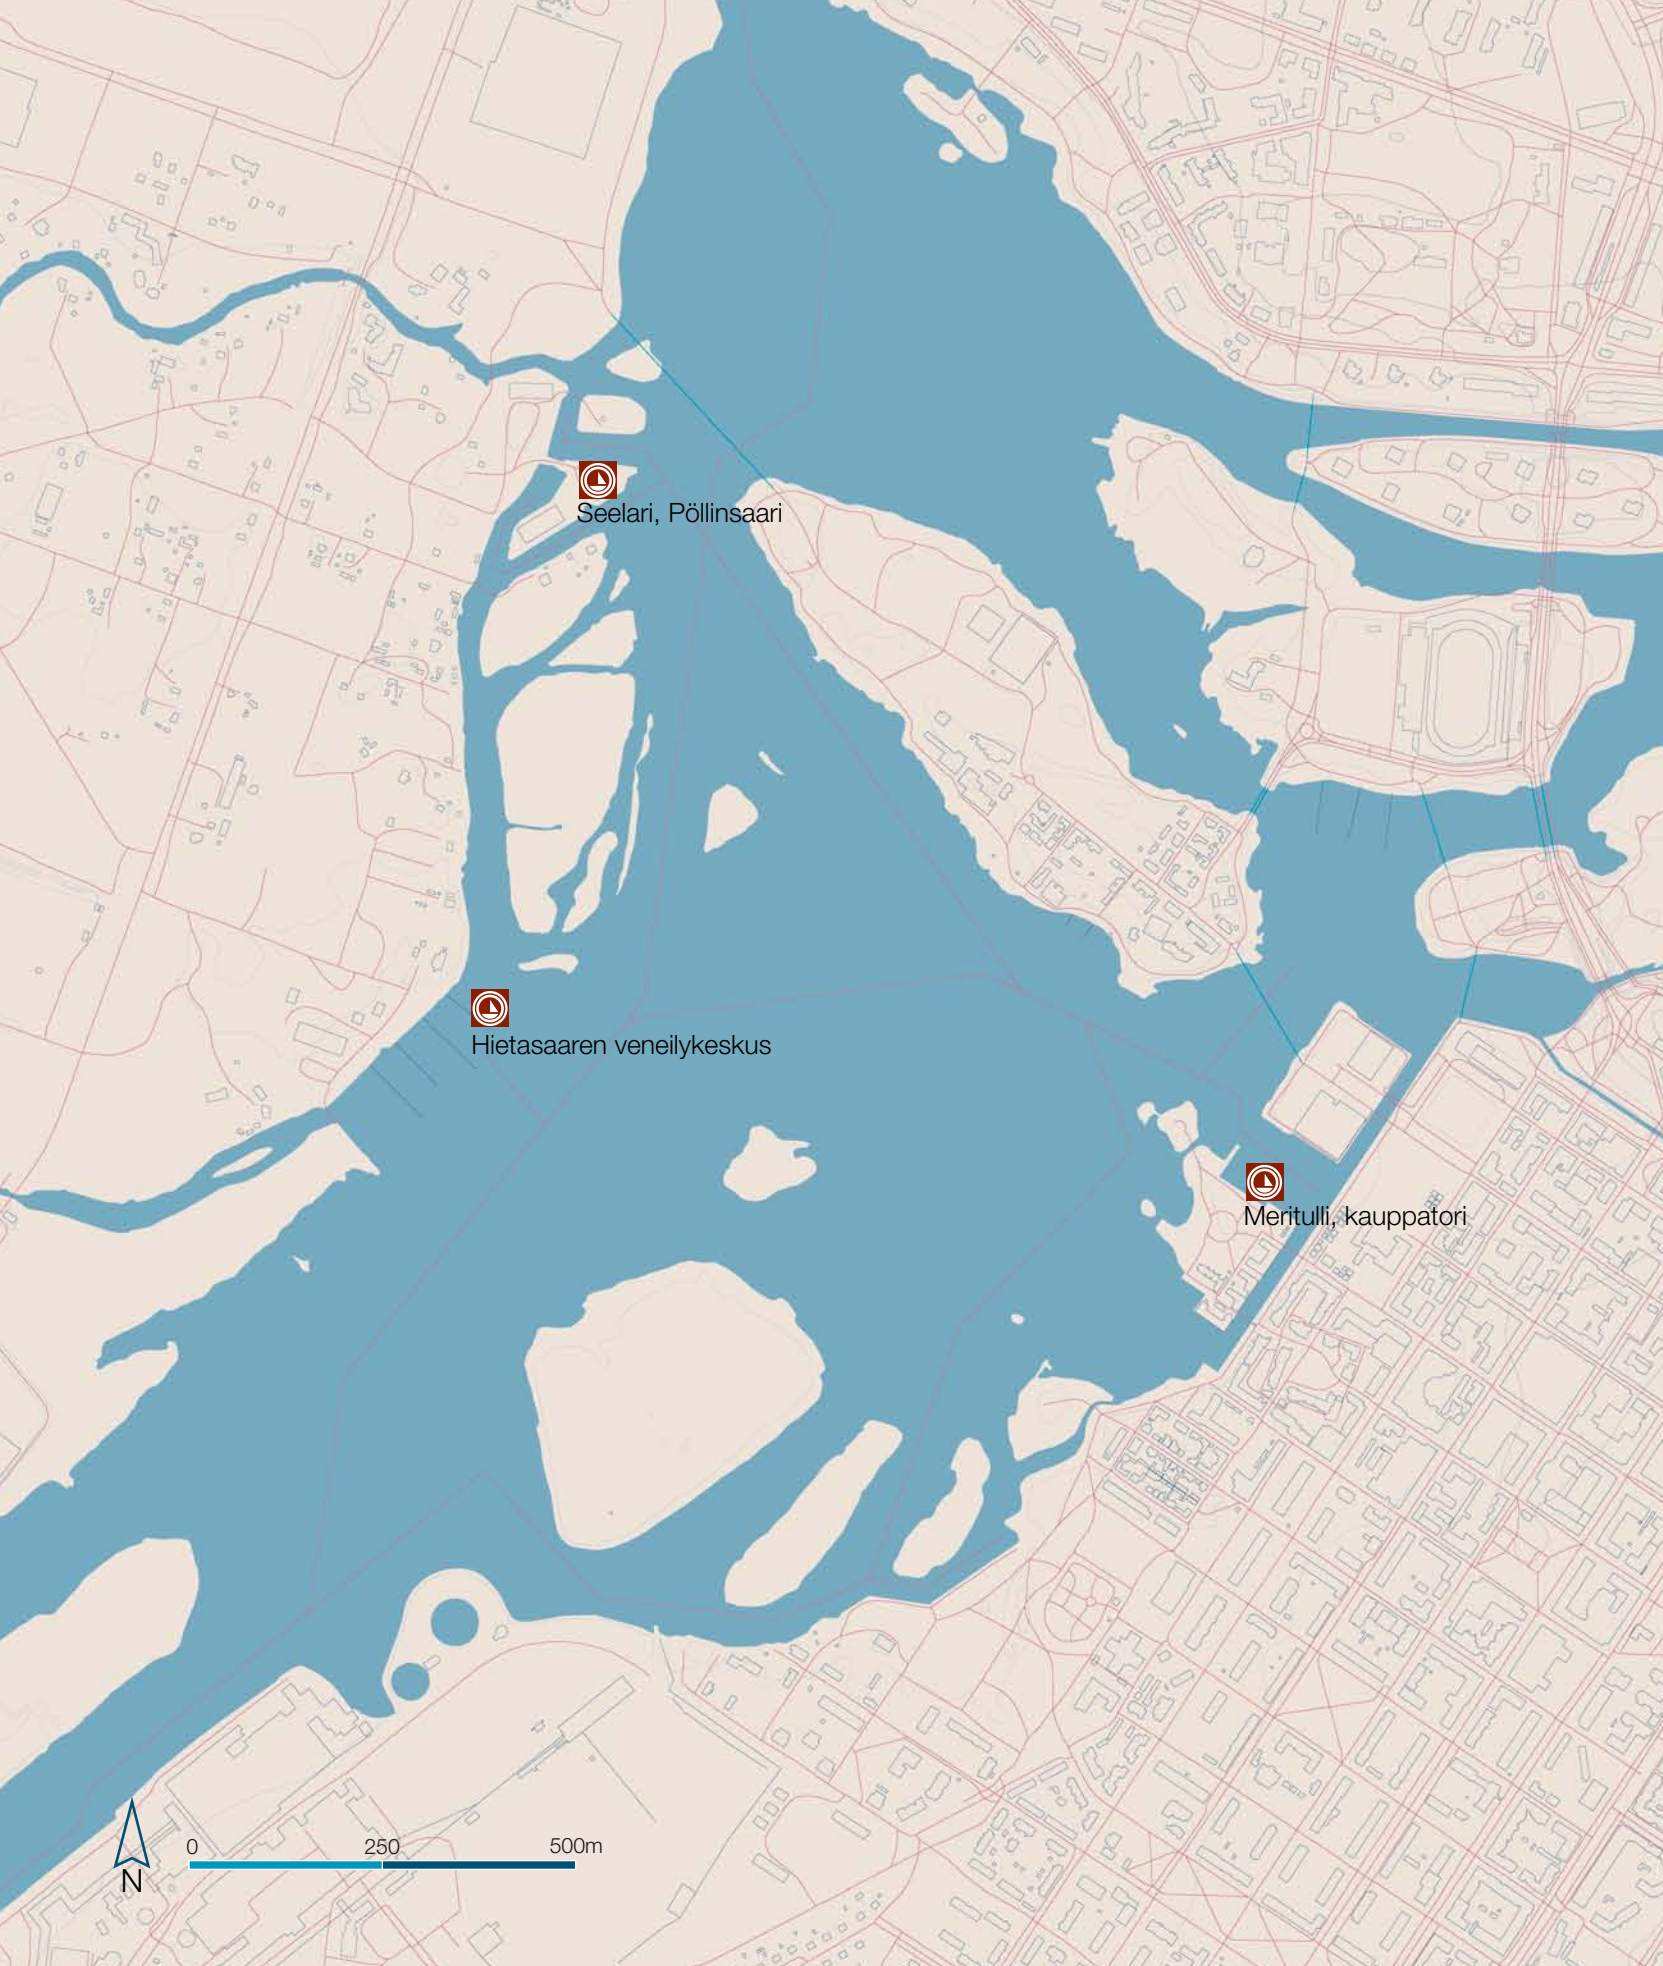 Seelari, Pöllinsaari
Hietasaaren veneilykeskus
Meritulli, kauppatori
0 250 500m
N